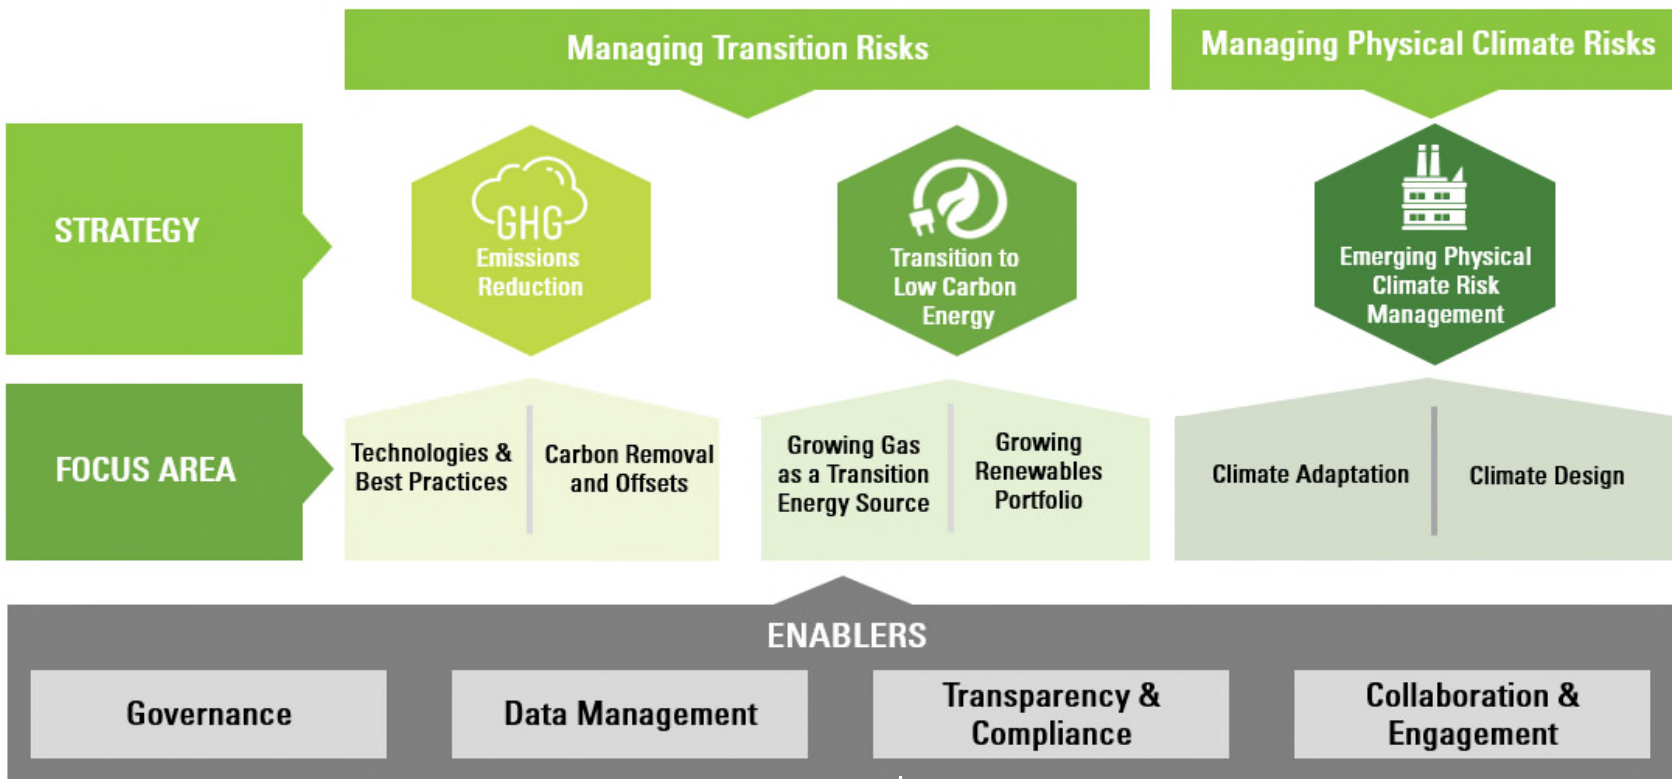 Managing Transition Risks
Managing Physical Climate Risks
STRATEGY
GHG
Emissions
Reduction
Transition to
Low Carbon
Energy
Emerging Physical
Climate Risk
Management
FOCUS AREA
Technologies &
Best Practices
Carbon Removal
and Offsets
Growing Gas
as a Transition
Energy Source
Growing
Renewables
Portfolio
Climate Adaptation
Climate Design
ENABLERS
Governance
Data Management
Transparency &
Compliance
Collaboration &
Engagement